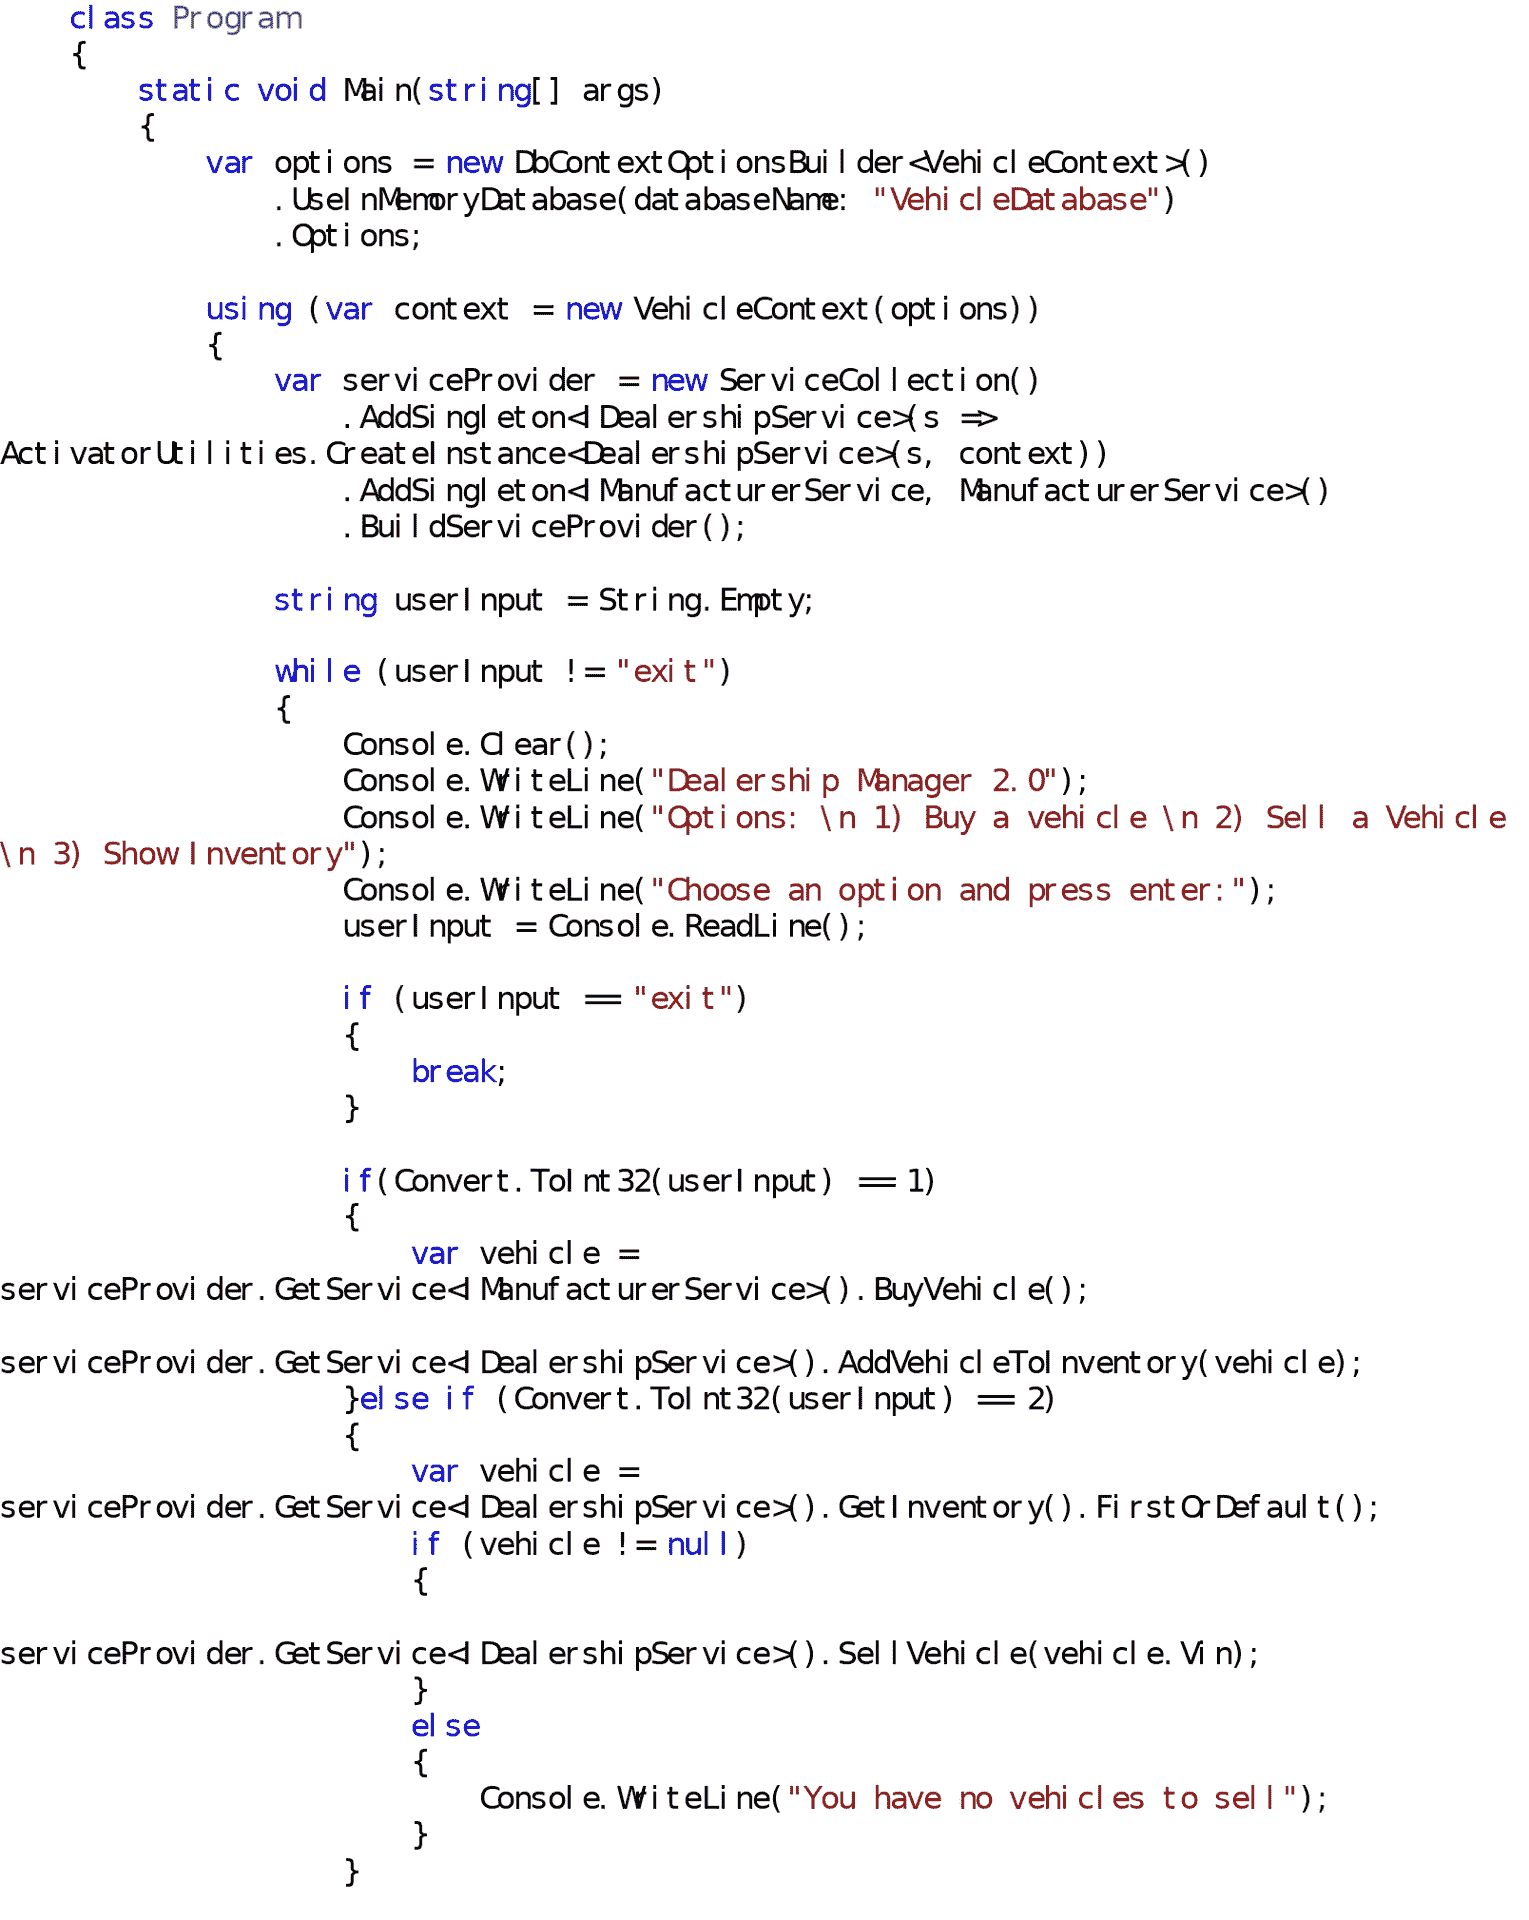 class Program
{
static void Main(string[] args)
{
var options = new DbContextOptionsBuilder<VehicleContext>()
.UseInMemoryDatabase(databaseName: "VehicleDatabase")
.Options;
using (var context = new VehicleContext(options))
{
var serviceProvider = new ServiceCollection()
.AddSingleton<IDealershipService>(s =>
ActivatorUtilities.CreateInstance<DealershipService>(s, context))
.AddSingleton<IManufacturerService, ManufacturerService>()
.BuildServiceProvider();
string userInput = String.Empty;
while (userInput != "exit")
{
Console.Clear();
Console.WriteLine("Dealership Manager 2.0");
Console.WriteLine("Options: \n 1) Buy a vehicle \n 2) Sell a Vehicle
\n 3) Show Inventory");
Console.WriteLine("Choose an option and press enter:");
userInput = Console.ReadLine();
if (userInput == "exit")
{
break;
}
if(Convert.ToInt32(userInput) == 1)
{
var vehicle =
serviceProvider.GetService<IManufacturerService>().BuyVehicle();
serviceProvider.GetService<IDealershipService>().AddVehicleToInventory(vehicle);
}else if (Convert.ToInt32(userInput) == 2)
{
var vehicle =
serviceProvider.GetService<IDealershipService>().GetInventory().FirstOrDefault();
if (vehicle != null)
{
serviceProvider.GetService<IDealershipService>().SellVehicle(vehicle.Vin);
}
else
{
Console.WriteLine("You have no vehicles to sell");
}
}